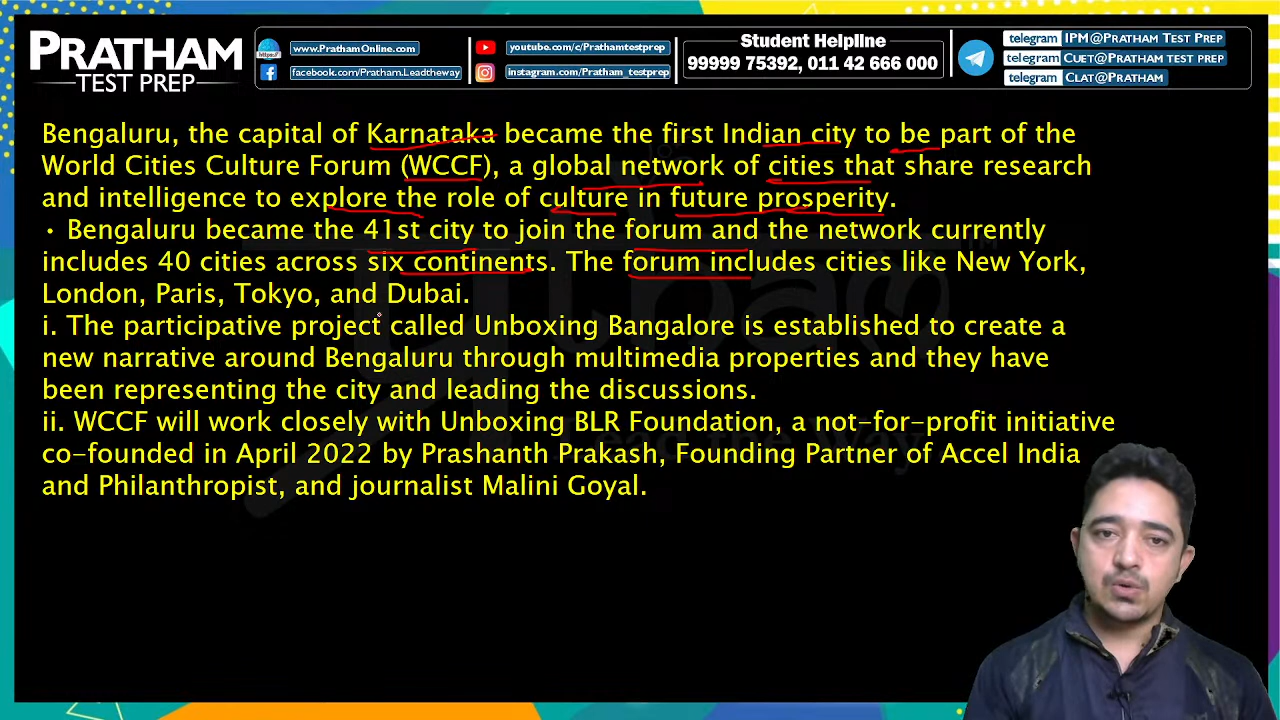 PRATHAM
TEST PREP
https://
www.PrathamOnline.com
facebook.com/Pratham.Leadtheway
youtube.com/c/Prathamtestprep
instagram.com/Pratham_testprep
Student Helpline
99999 75392, 011 42 666 000
telegram IPM@PRATHAM TEST PREP
telegram CUET@PRATHAM TEST PREP
telegram CLAT@PRATHAM
Bengaluru, the capital of Karnataka became the first Indian city to be part of the
World Cities Culture Forum (WCCF), a global network of cities that share research
and intelligence to explore the role of culture in future prosperity.
• Bengaluru became the 41st city to join the forum and the network currently
includes 40 cities across six continents. The forum includes cities like New York,
London, Paris, Tokyo, and Dubai.
i. The participative project called Unboxing Bangalore is established to create a
new narrative around Bengaluru through multimedia properties and they have
been representing the city and leading the discussions.
ii. WCCF will work closely with Unboxing BLR Foundation, a not-for-profit initiative
co-founded in April 2022 by Prashanth Prakash, Founding Partner of Accel India
and Philanthropist, and journalist Malini Goyal.
Lead the way